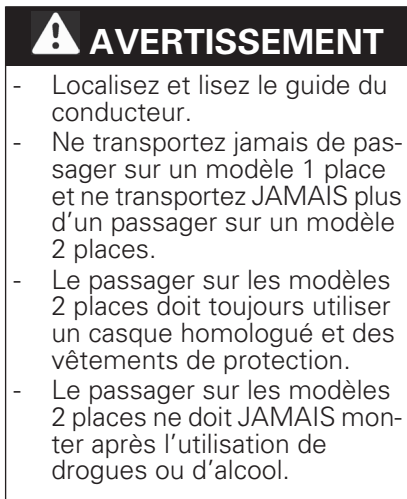 AVERTISSEMENT
- Localisez et lisez le guide du
conducteur.
- Ne transportez jamais de pas-
sager sur un modèle 1 place
et ne transportez JAMAIS plus
d'un passager sur un modèle
2 places.
- Le passager sur les modèles
2 places doit toujours utiliser
un casque homologué et des
vêtements de protection.
- Le passager sur les modèles
2 places ne doit JAMAIS mon-
ter après l'utilisation de
drogues ou d'alcool.